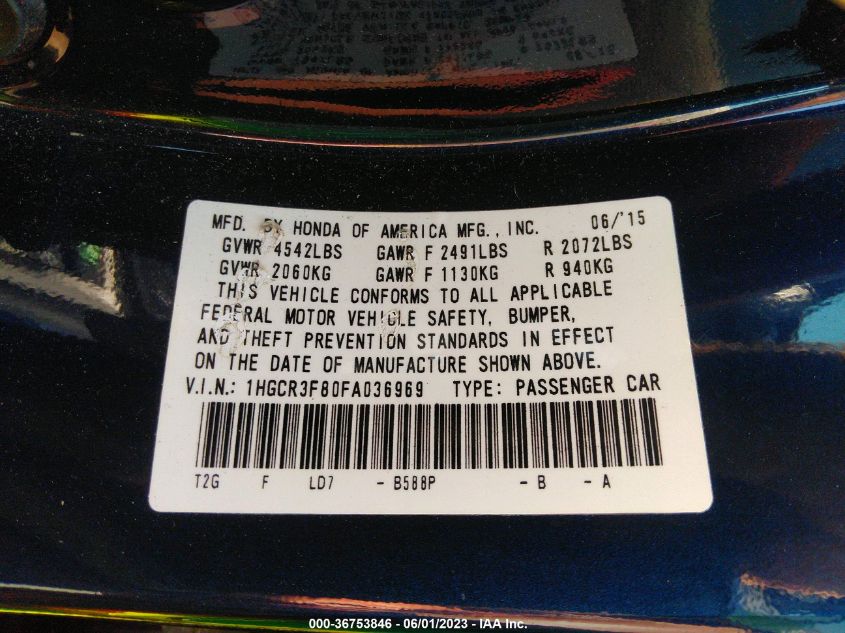 MFD. BY HONDA OF AMERICA MFG., INC. 06/'15
GVWR 4542LBS GAWR F 2491LBS R 2072LBS
GVWR 2060KG GAWR F 1130KG R 940KG
THIS VEHICLE CONFORMS TO ALL APPLICABLE
FEDERAL MOTOR VEHICLE SAFETY, BUMPER,
AND THEFT PREVENTION STANDARDS IN EFFECT
ON THE DATE OF MANUFACTURE SHOWN ABOVE.
V.I.N.: 1HGCR3F80FA036969 TYPE: PASSENGER CAR
T2G F LD7 - B588P - B - A
000-36753846 - 06/01/2023 - IAA Inc.